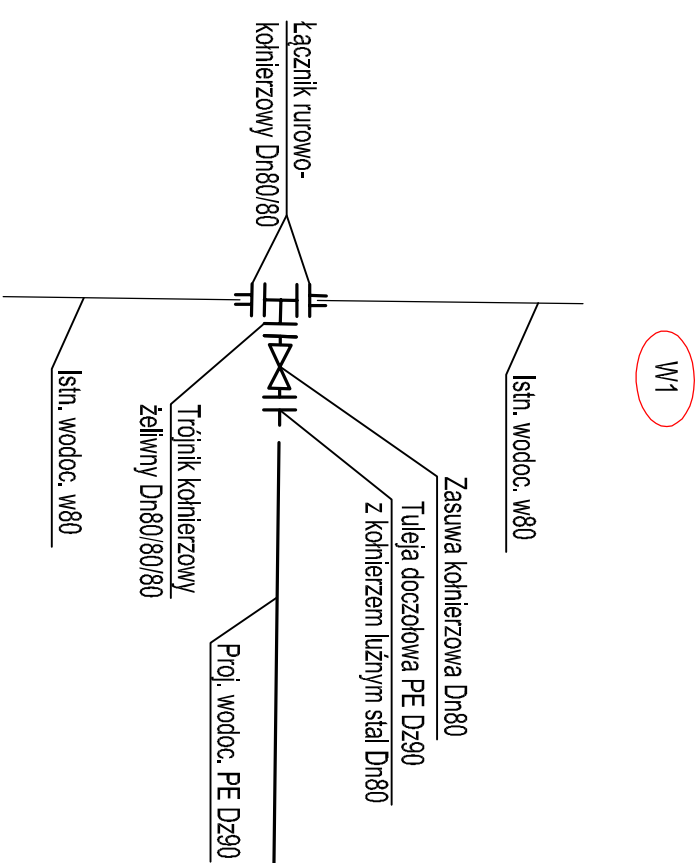 W1
Istn. wodoc. w80
Zasuwa kołnierzowa Dn80
Tuleja doczołowa PE Dz90
z kołnierzem luźnym stal Dn80
Łącznik rurowo-
kołnierzowy Dn80/80
Proj. wodoc. PE Dz90
Trójnik kołnierzowy
żeliwny Dn80/80/80
Istn. wodoc. w80